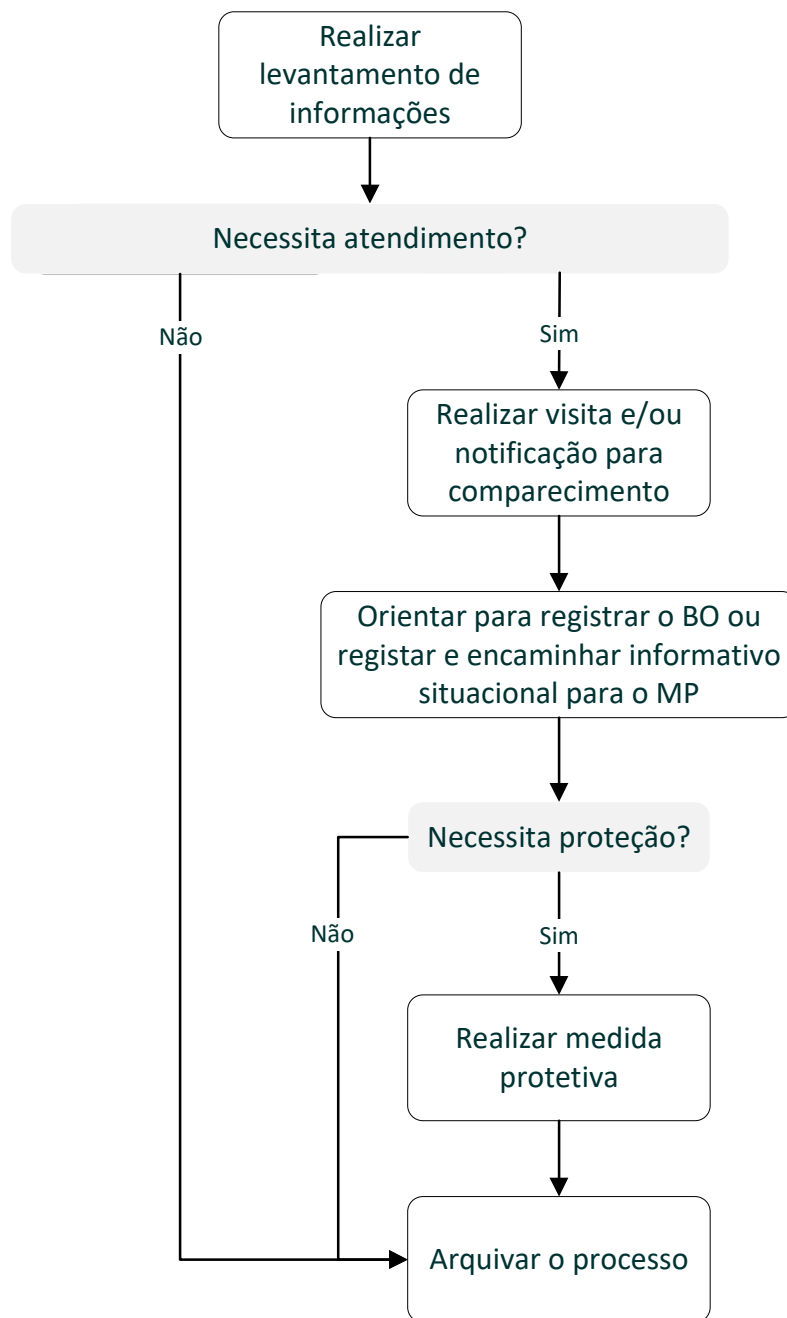 Realizar
levantamento de
informações
Necessita atendimento?
Não
Sim
Realizar visita e/ou
notificação para
comparecimento
Orientar para registrar o BO ou
registar e encaminhar informativo
situacional para o MP
Necessita proteção?
Não
Sim
Realizar medida
protetiva
Arquivar o processo